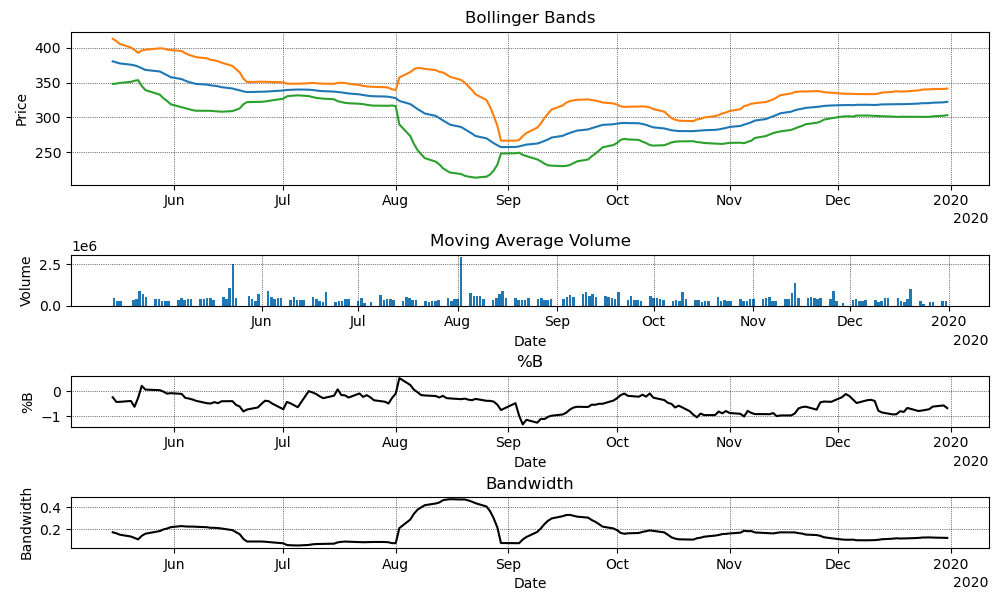 Bollinger Bands
400
350
300
250
Price
Jun Jul Aug Sep Oct Nov Dec 2020
2020
Moving Average Volume
1e6
2.5
0.0
Volume
Jun Jul Aug Sep Oct Nov Dec 2020
Date
2020
%B
0
−1
%B
Jun Jul Aug Sep Oct Nov Dec 2020
Date
2020
Bandwidth
0.4
0.2
Bandwidth
Jun Jul Aug Sep Oct Nov Dec 2020
Date
2020